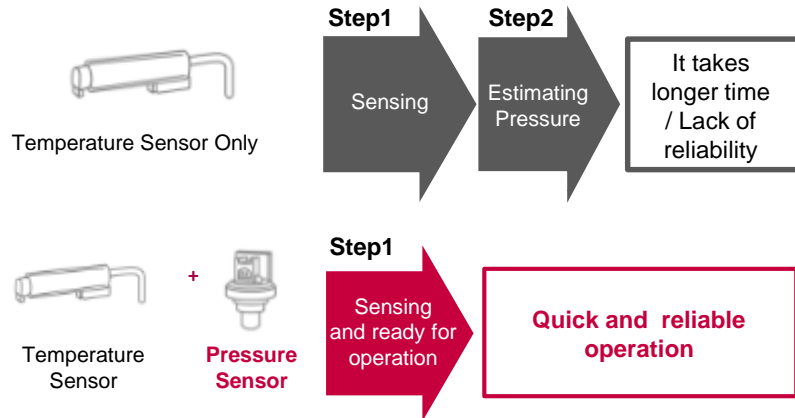 Step1
Step2
Sensing
Estimating
Pressure
It takes
longer time
/ Lack of
reliability
Temperature Sensor Only
Step1
+
Sensing
and ready for
operation
Quick and reliable
operation
Temperature
Sensor
Pressure
Sensor